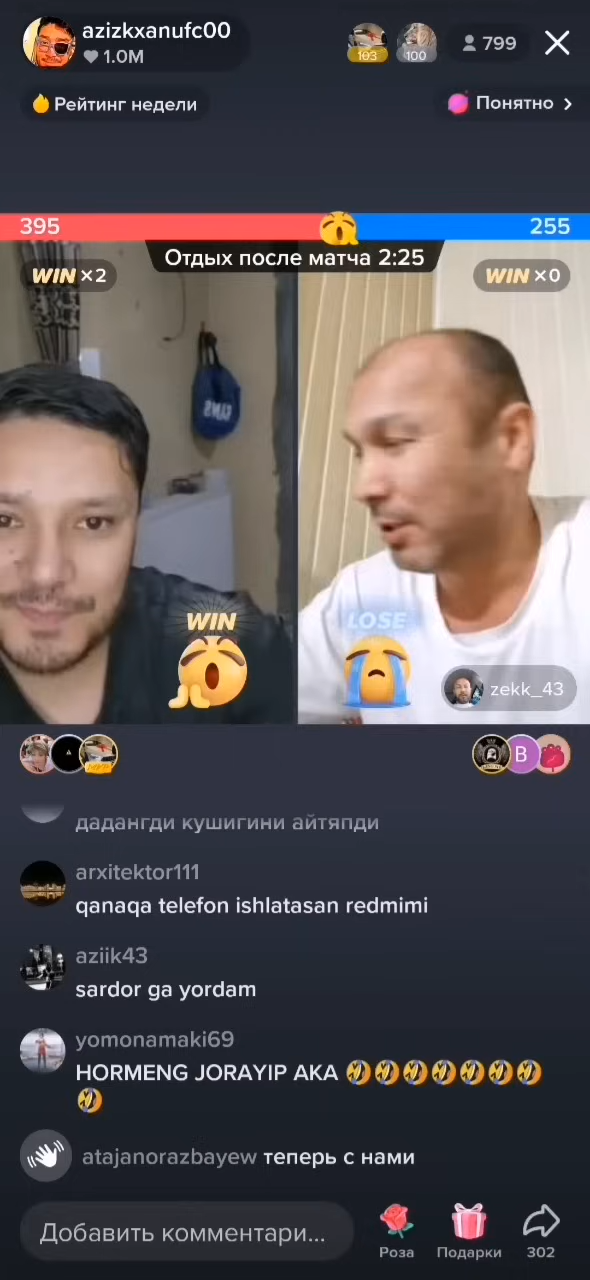 azizkxanufc00
1.0M
103
100
799
Рейтинг недели
Понятно
395
255
Отдых после матча 2:25
WIN ×2
WIN ×0
WIN
LOSE
zekk_43
B
дадангди кушигини айтяпди
arxitektor111
qanaqa telefon ishlatasan redmimi
aziik43
sardor ga yordam
yomonamaki69
HORMENG JORAYIP AKA 🤣🤣🤣🤣🤣🤣🤣
🤣
atajanorazbayew теперь с нами
Добавить комментари...
Роза
Подарки
302